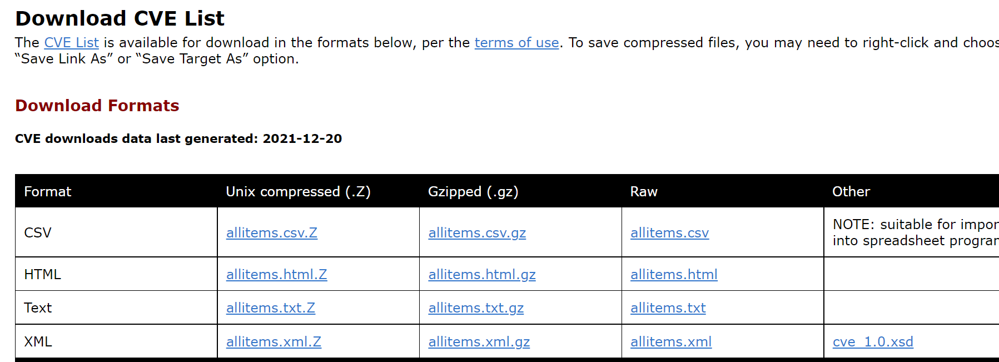 Download CVE List
The CVE List is available for download in the formats below, per the terms of use. To save compressed files, you may need to right-click and
“Save Link As” or “Save Target As” option.
Download Formats
CVE downloads data last generated: 2021-12-20
Format Unix compressed (.Z) Gzipped (.gz) Raw Other
CSV allitems.csv.Z allitems.csv.gz allitems.csv NOTE: suitable for
into spreadsheet
HTML allitems.html.Z allitems.html.gz allitems.html
Text allitems.txt.Z allitems.txt.gz allitems.txt
XML allitems.xml.Z allitems.xml.gz allitems.xml cve_1.0.xsd